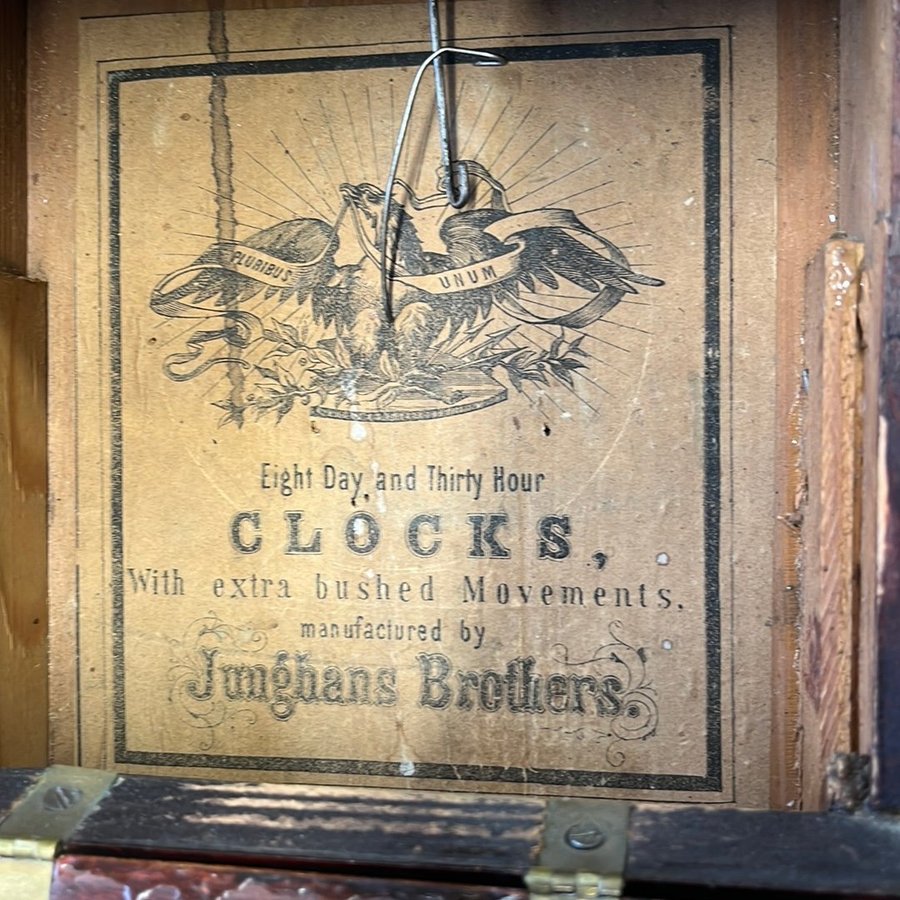 PLURIBUS
UNUM
Eight Day and Thirty Hour
CLOCKS,
With extra bushed Movements.
manufactured by
Junghans Brothers.